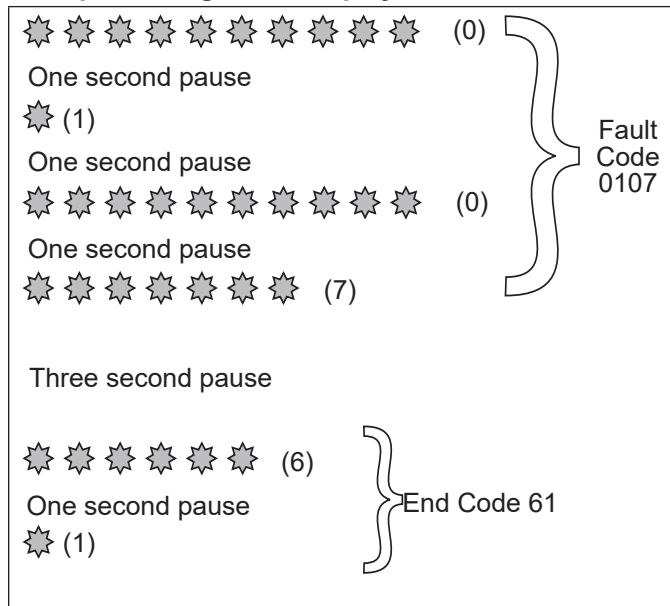 (0)
One second pause
(1)
One second pause
(0)
One second pause
(7)
Fault
Code
0107
Three second pause
(6)
One second pause
(1)
End Code 61